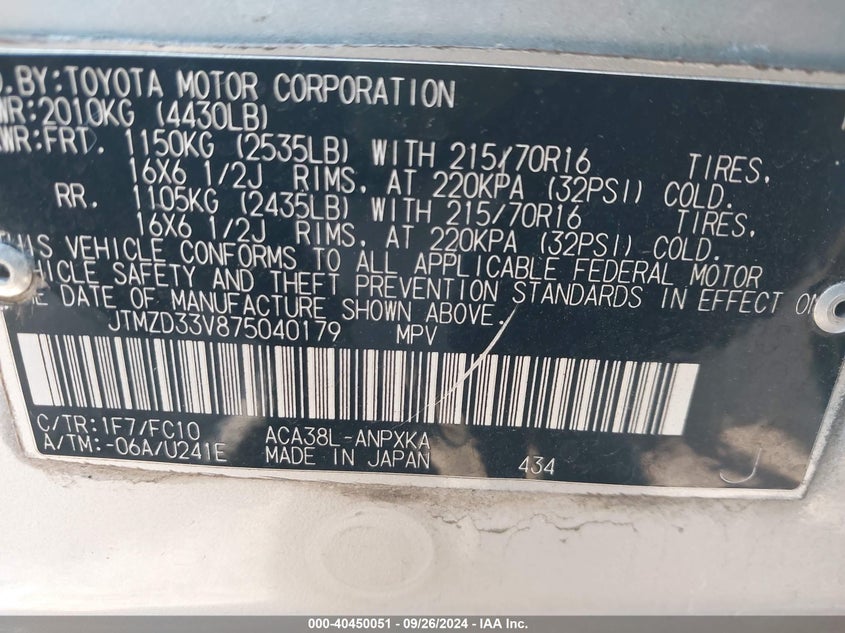 D.BY:TOYOTA MOTOR CORPORATION
WR:2010KG (4430LB)
AWR:FRT. 1150KG (2535LB) WITH 215/70R16 TIRES,
16X6 1/2J RIMS, AT 220KPA (32PSI) COLD.
RR. 1105KG (2435LB) WITH 215/70R16 TIRES,
16X6 1/2J RIMS, AT 220KPA (32PSI) COLD.
THIS VEHICLE CONFORMS TO ALL APPLICABLE FEDERAL MOTOR
VEHICLE SAFETY AND THEFT PREVENTION STANDARDS IN EFFECT ON
THE DATE OF MANUFACTURE SHOWN ABOVE.
JTMZD33V875040179 MPV
C/TR:1F7/FC10 ACA38L-ANPXKA
A/TM:-06A/U241E MADE IN JAPAN 434 J
000-40450051 - 09/26/2024 - IAA Inc.